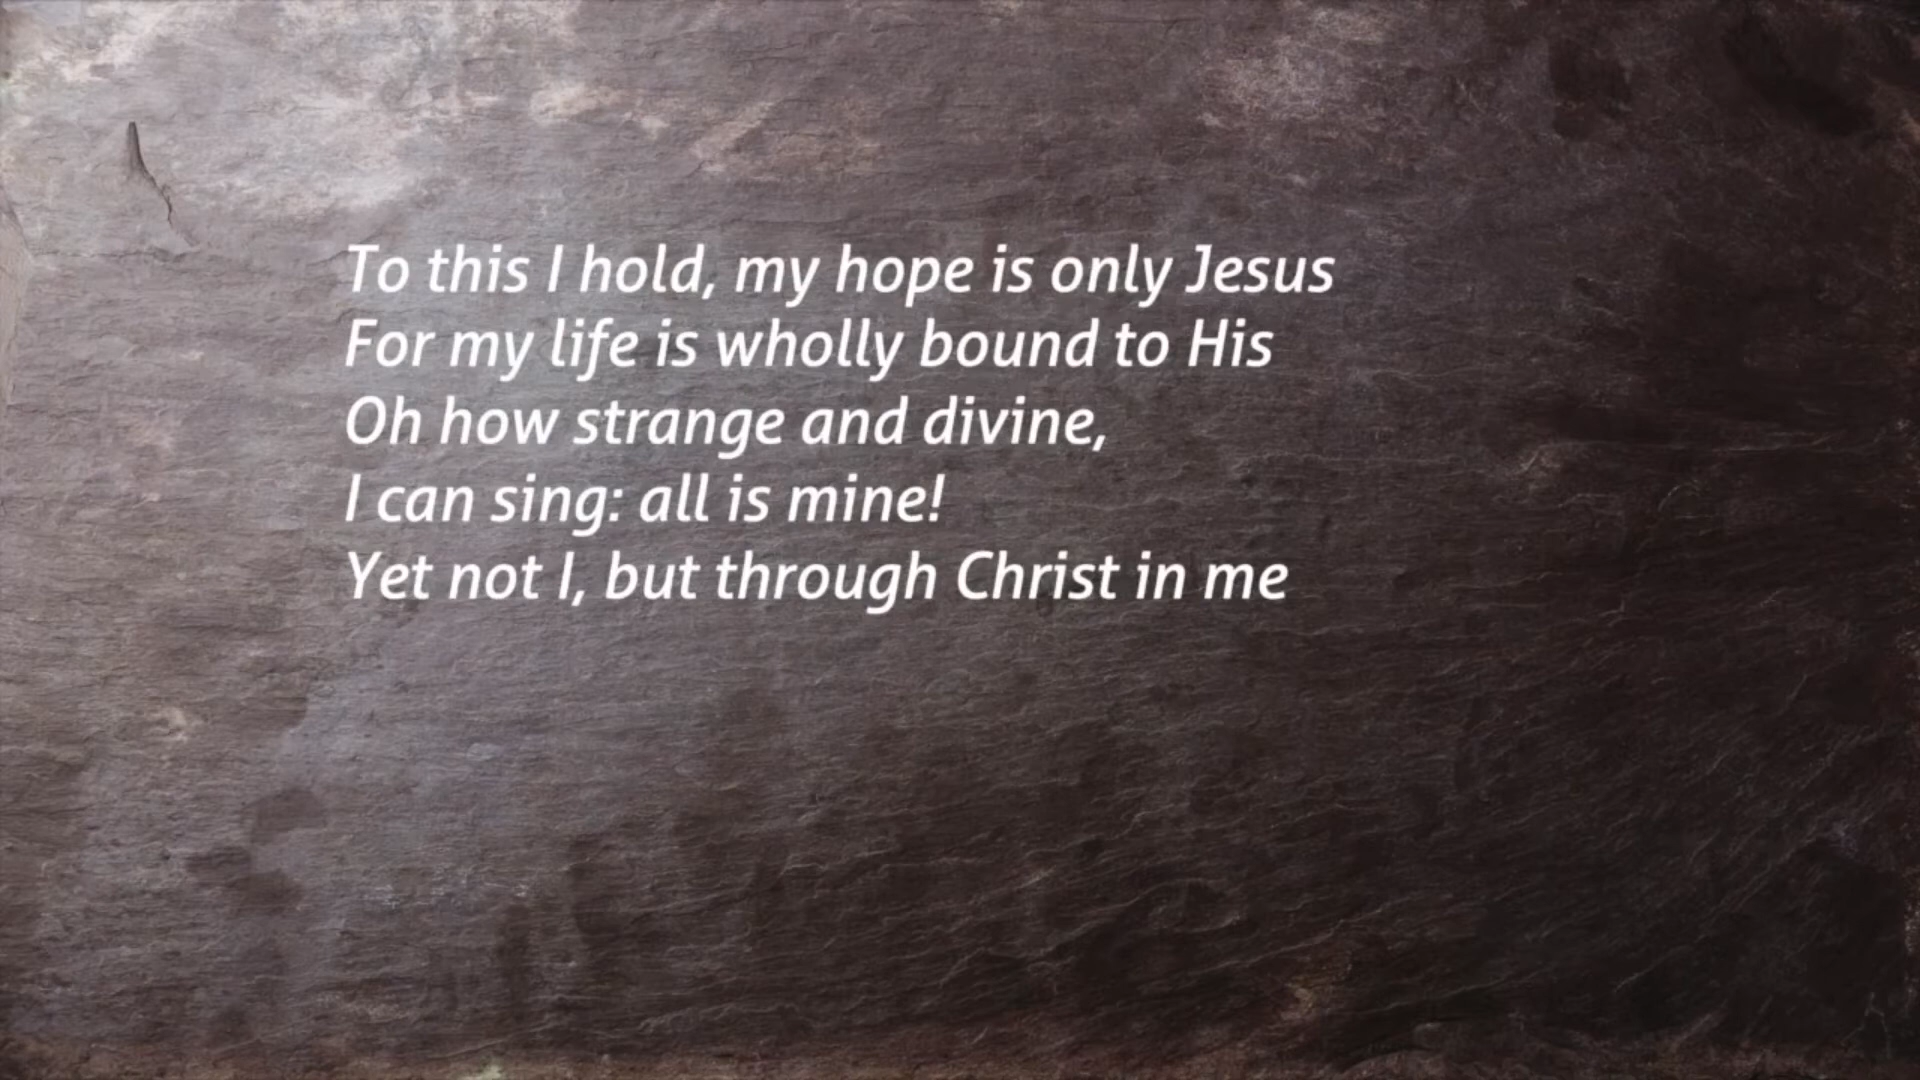 To this I hold, my hope is only Jesus
For my life is wholly bound to His
Oh how strange and divine,
I can sing: all is mine!
Yet not I, but through Christ in me